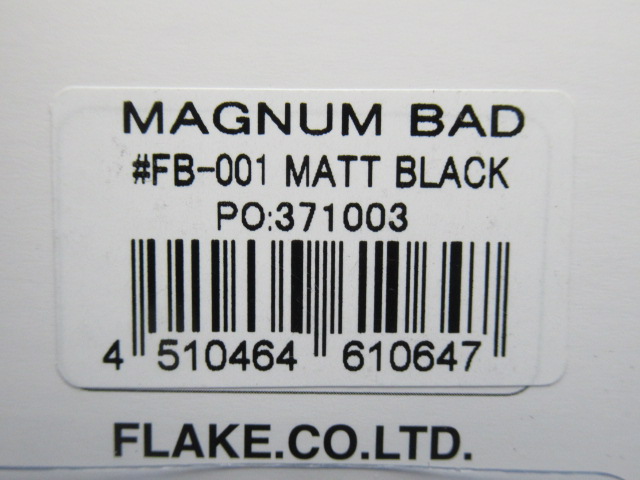 MAGNUM BAD
#FB-001 MATT BLACK
PO:371003
4 510464 610647
FLAKE.CO.LTD.